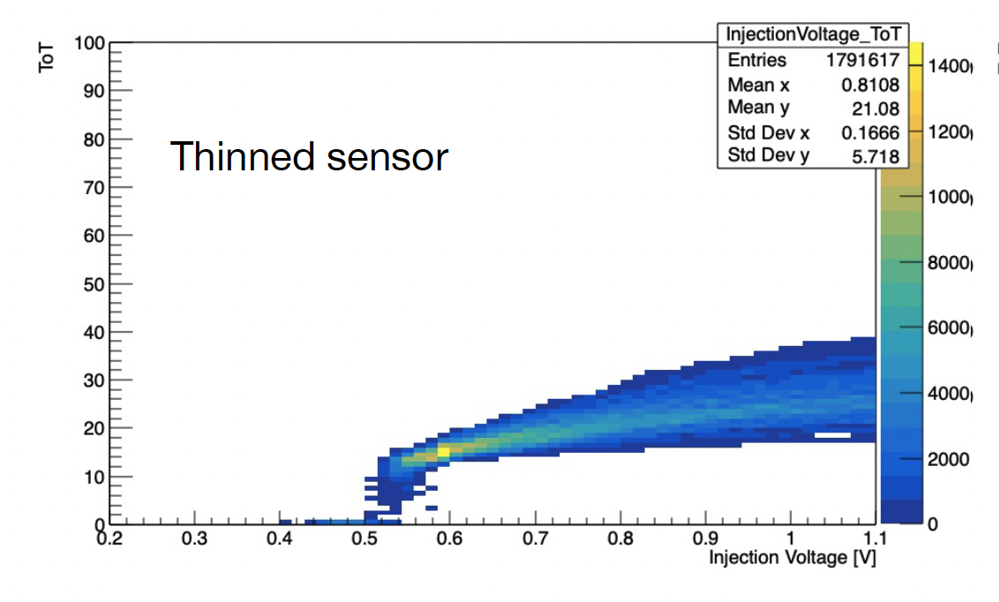 InjectionVoltage_ToT
Entries 1791617
Mean x 0.8108
Mean y 21.08
Std Dev x 0.1666
Std Dev y 5.718
Thinned sensor
ToT
100
90
80
70
60
50
40
30
20
10
0
0.2 0.3 0.4 0.5 0.6 0.7 0.8 0.9 1 1.1
Injection Voltage [V]
1400
1200
1000
8000
6000
4000
2000
0